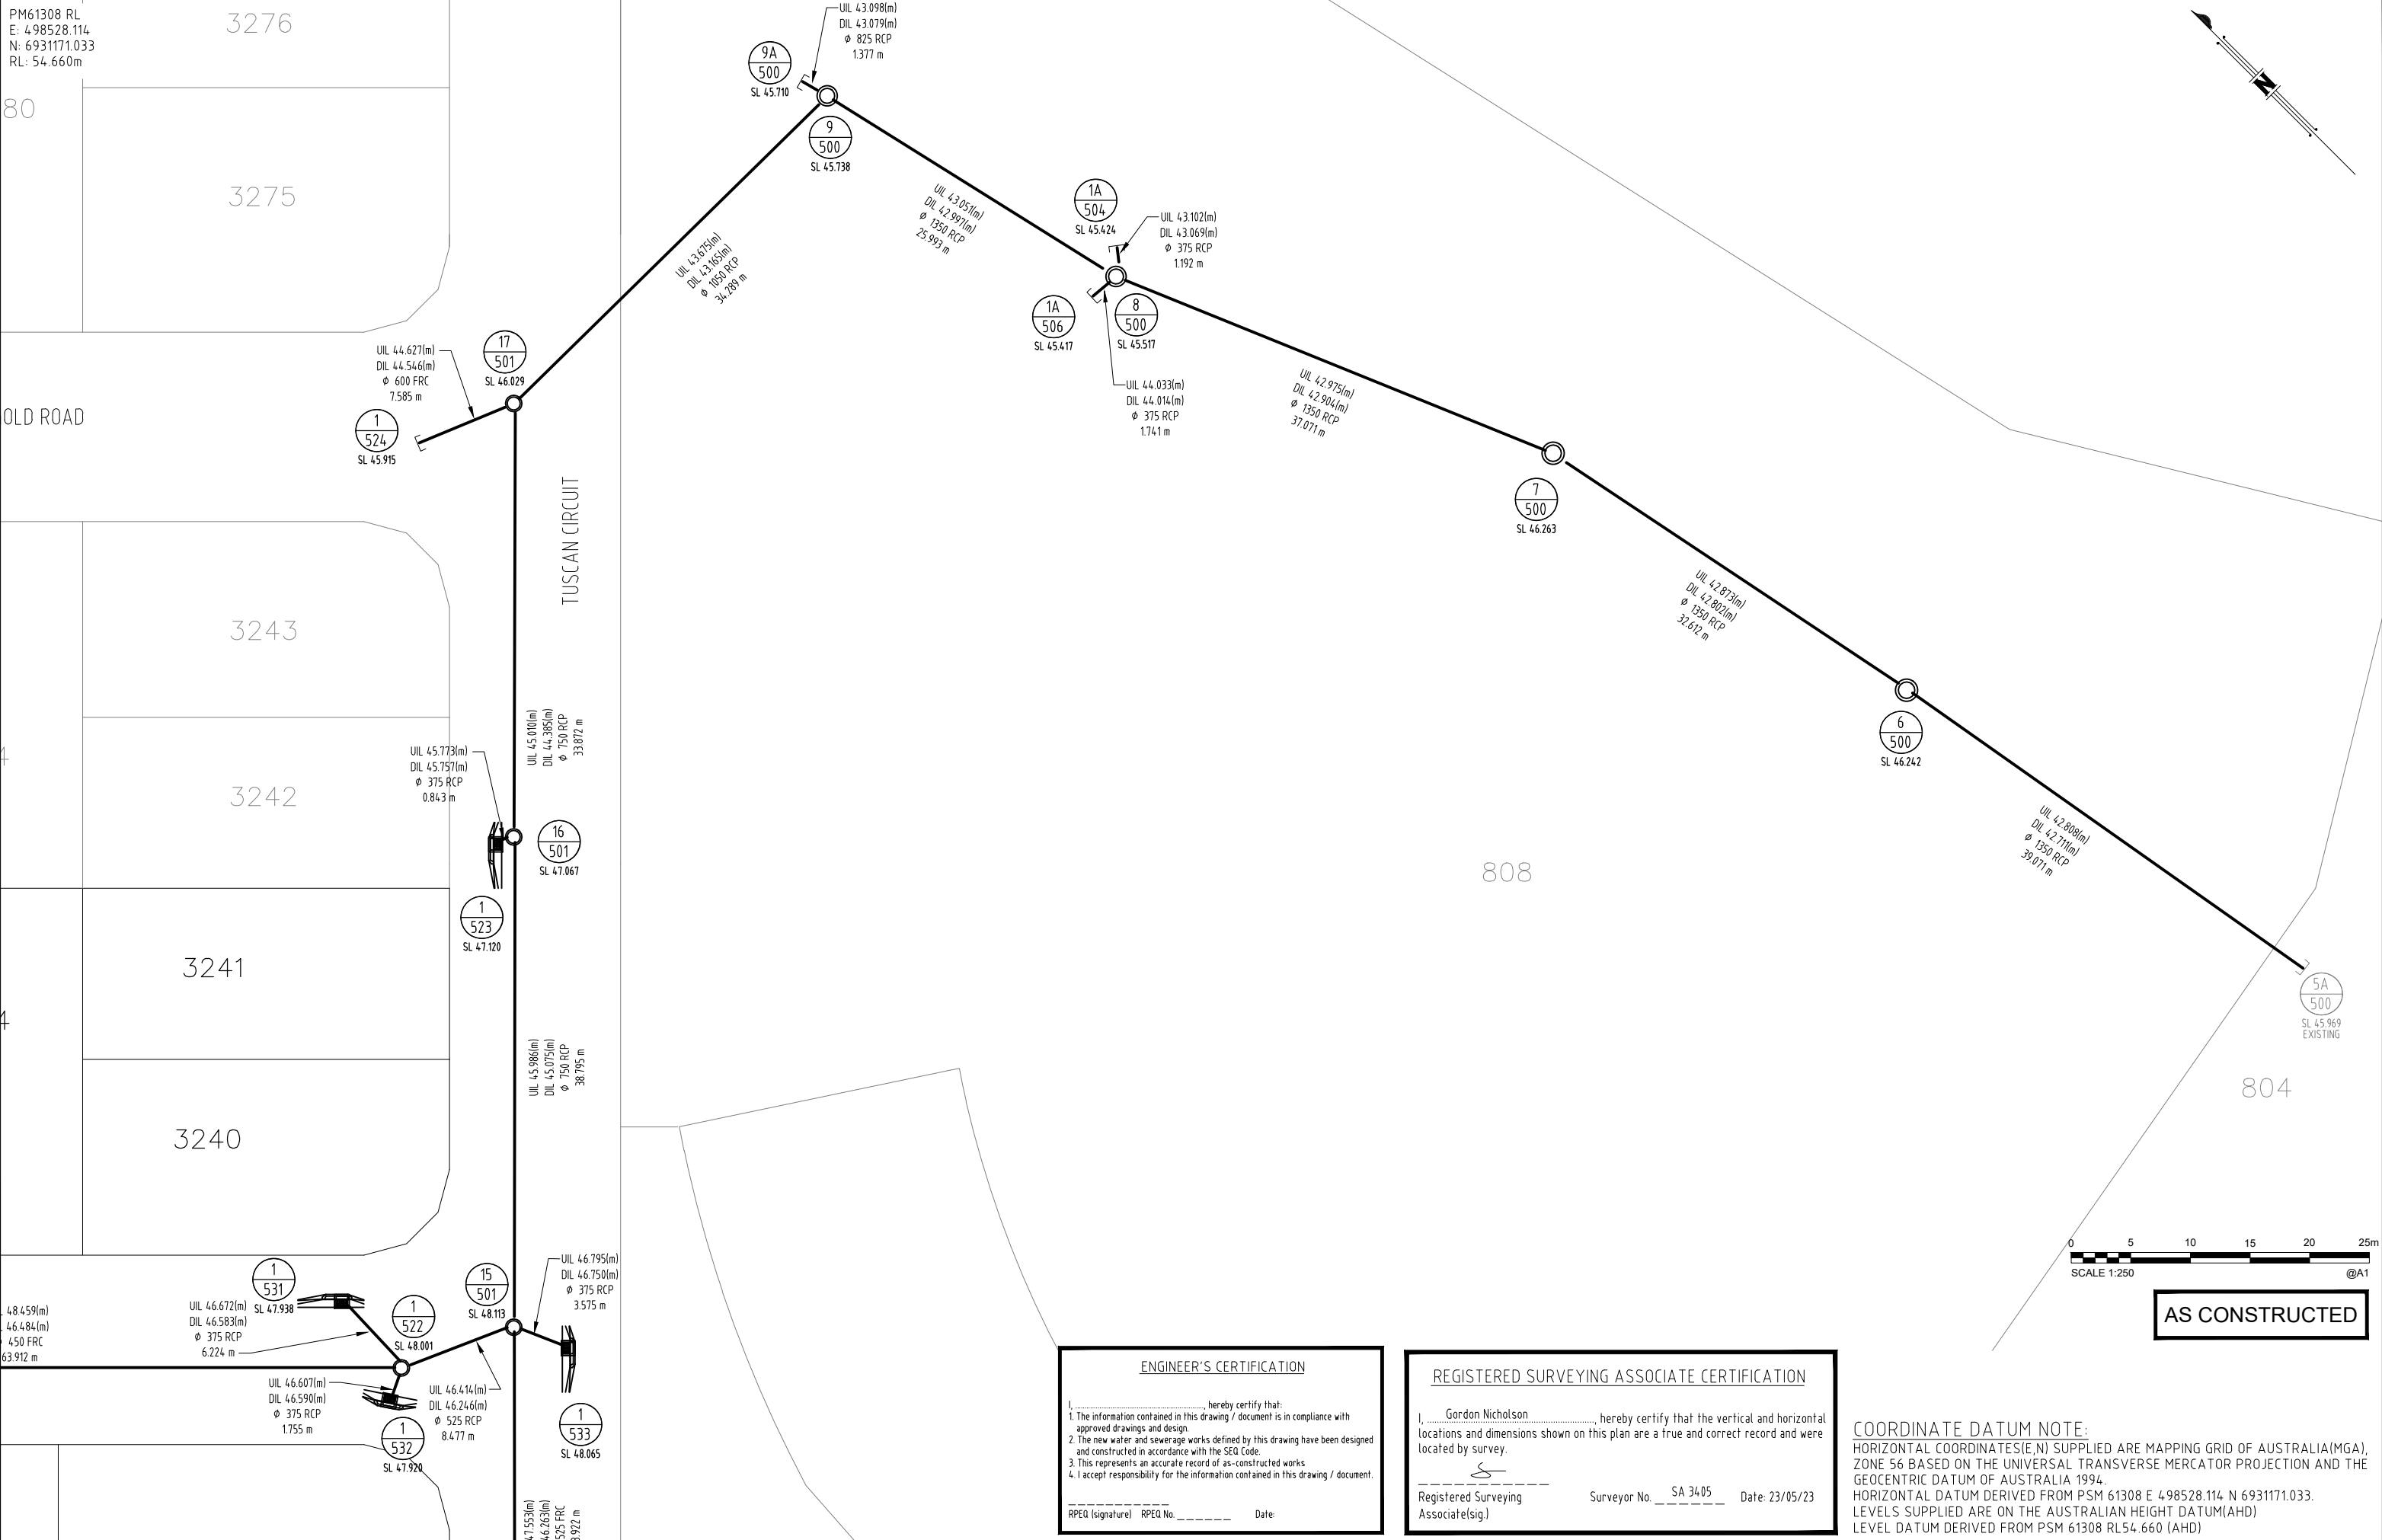 PM61308 RL
E: 498528.114
N: 6931171.033
RL: 54.660m
3276
80
3275
UIL 43.098(m)
DIL 43.079(m)
ϕ 825 RCP
1.377 m
9A
500
SL 45.710
9
500
SL 45.738
N
UIL 43.051(m)
DIL 42.997(m)
ϕ 1350 RCP
25.993 m
1A
504
SL 45.424
UIL 43.102(m)
DIL 43.069(m)
ϕ 375 RCP
1.192 m
UIL 43.675(m)
DIL 43.165(m)
ϕ 1050 RCP
34.289 m
1A
506
SL 45.417
8
500
SL 45.517
17
501
SL 46.029
UIL 44.627(m)
DIL 44.546(m)
ϕ 600 FRC
7.585 m
1
524
SL 45.915
OLD ROAD
UIL 44.033(m)
DIL 44.014(m)
ϕ 375 RCP
1.741 m
UIL 42.975(m)
DIL 42.904(m)
ϕ 1350 RCP
37.071 m
7
500
SL 46.263
TUSCAN CIRCUIT
3243
UIL 42.873(m)
DIL 42.802(m)
ϕ 1350 RCP
32.612 m
6
500
SL 46.242
UIL 45.010(m)
DIL 44.385(m)
ϕ 750 RCP
33.872 m
UIL 45.773(m)
DIL 45.757(m)
ϕ 375 RCP
0.843 m
4
3242
16
501
SL 47.067
1
523
SL 47.120
808
UIL 42.808(m)
DIL 42.711(m)
ϕ 1350 RCP
39.071 m
3241
5A
500
SL 45.969
EXISTING
4
UIL 45.986(m)
DIL 45.075(m)
ϕ 750 RCP
38.795 m
804
3240
1
531
SL 47.938
15
501
SL 48.113
UIL 46.795(m)
DIL 46.750(m)
ϕ 375 RCP
3.575 m
48.459(m)
46.484(m)
450 FRC
63.912 m
UIL 46.672(m)
DIL 46.583(m)
ϕ 375 RCP
6.224 m
1
522
SL 48.001
UIL 46.607(m)
DIL 46.590(m)
ϕ 375 RCP
1.755 m
UIL 46.414(m)
DIL 46.246(m)
ϕ 525 RCP
8.477 m
1
532
SL 47.920
1
533
SL 48.065
47.553(m)
46.263(m)
525 FRC
3.922 m
0 5 10 15 20 25m
SCALE 1:250 @A1
AS CONSTRUCTED
ENGINEER'S CERTIFICATION
I, ............................................................, hereby certify that:
1. The information contained in this drawing / document is in compliance with
approved drawings and design.
2. The new water and sewerage works defined by this drawing have been designed
and constructed in accordance with the SEQ Code.
3. This represents an accurate record of as-constructed works
4. I accept responsibility for the information contained in this drawing / document.
RPEQ (signature) RPEQ No. ______ Date:
REGISTERED SURVEYING ASSOCIATE CERTIFICATION
I, Gordon Nicholson, hereby certify that the vertical and horizontal
locations and dimensions shown on this plan are a true and correct record and were
located by survey.
Registered Surveying
Associate(sig.)
Surveyor No. SA 3405 Date: 23/05/23
COORDINATE DATUM NOTE:
HORIZONTAL COORDINATES(E,N) SUPPLIED ARE MAPPING GRID OF AUSTRALIA(MGA),
ZONE 56 BASED ON THE UNIVERSAL TRANSVERSE MERCATOR PROJECTION AND THE
GEOCENTRIC DATUM OF AUSTRALIA 1994.
HORIZONTAL DATUM DERIVED FROM PSM 61308 E 498528.114 N 6931171.033.
LEVELS SUPPLIED ARE ON THE AUSTRALIAN HEIGHT DATUM(AHD)
LEVEL DATUM DERIVED FROM PSM 61308 RL54.660 (AHD)